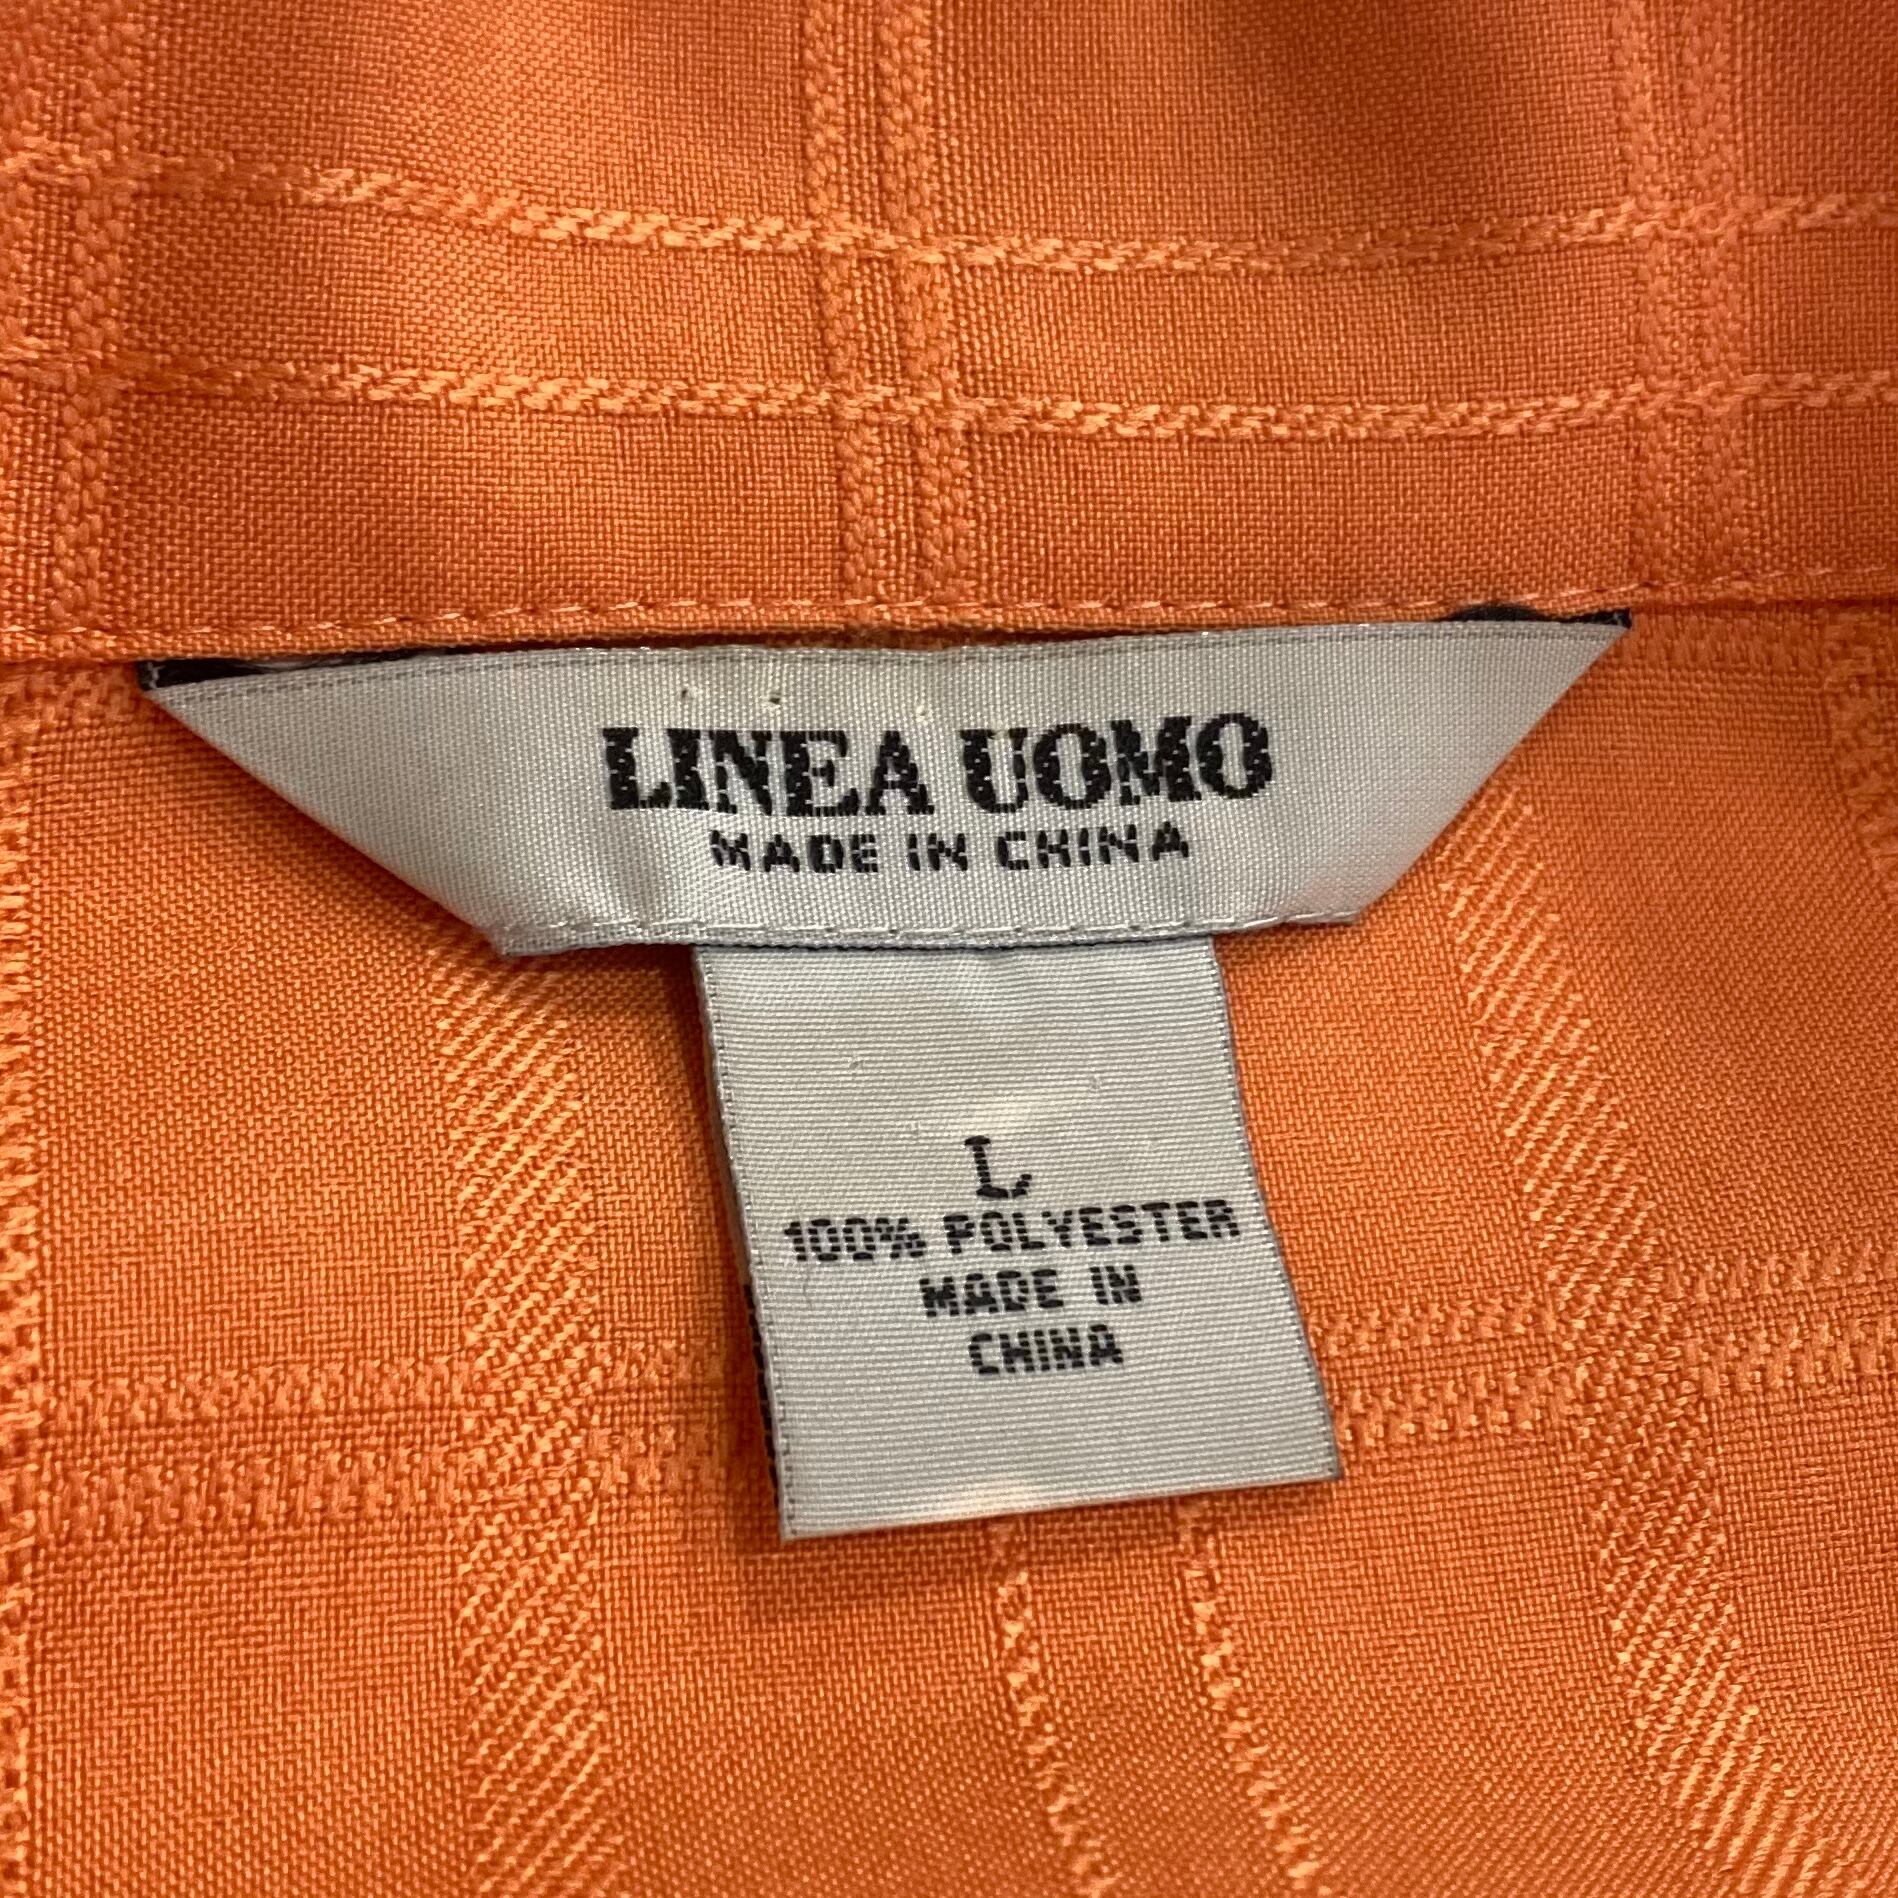 LINEA UOMO
MADE IN CHINA
L
100% POLYESTER
MADE IN
CHINA